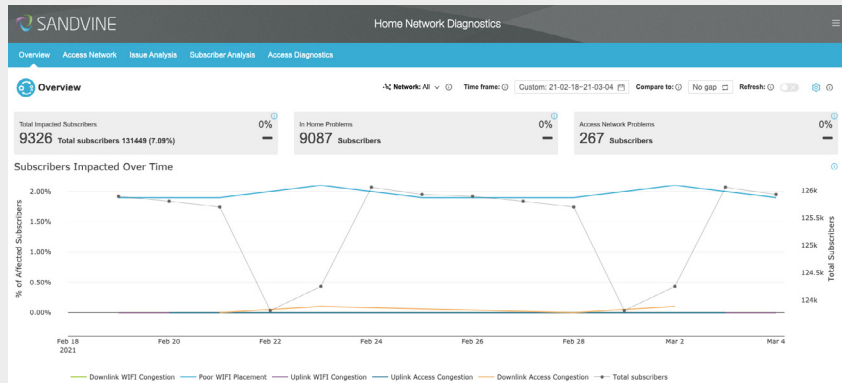 SANDVINE
Home Network Diagnostics
Overview Access Network Issue Analysis Subscriber Analysis Access Diagnostics
Overview
Network: All Time frame: Custom: 21-02-18~21-03-04 Compare to: No gap Refresh:
Total Impacted Subscribers 0%
9326 Total subscribers 131449 (7.09%)
In Home Problems 0%
9087 Subscribers
Access Network Problems 0%
267 Subscribers
Subscribers Impacted Over Time
% of Affected Subscribers
2.00%
1.50%
1.00%
0.50%
0.00%
126k
125.5k
125k
124.5k
124k
Total Subscribers
Feb 18 Feb 20 Feb 22 Feb 24 Feb 26 Feb 28 Mar 2 Mar 4
2021
Downlink WIFI Congestion Poor WIFI Placement Uplink WIFI Congestion Uplink Access Congestion Downlink Access Congestion Total subscribers